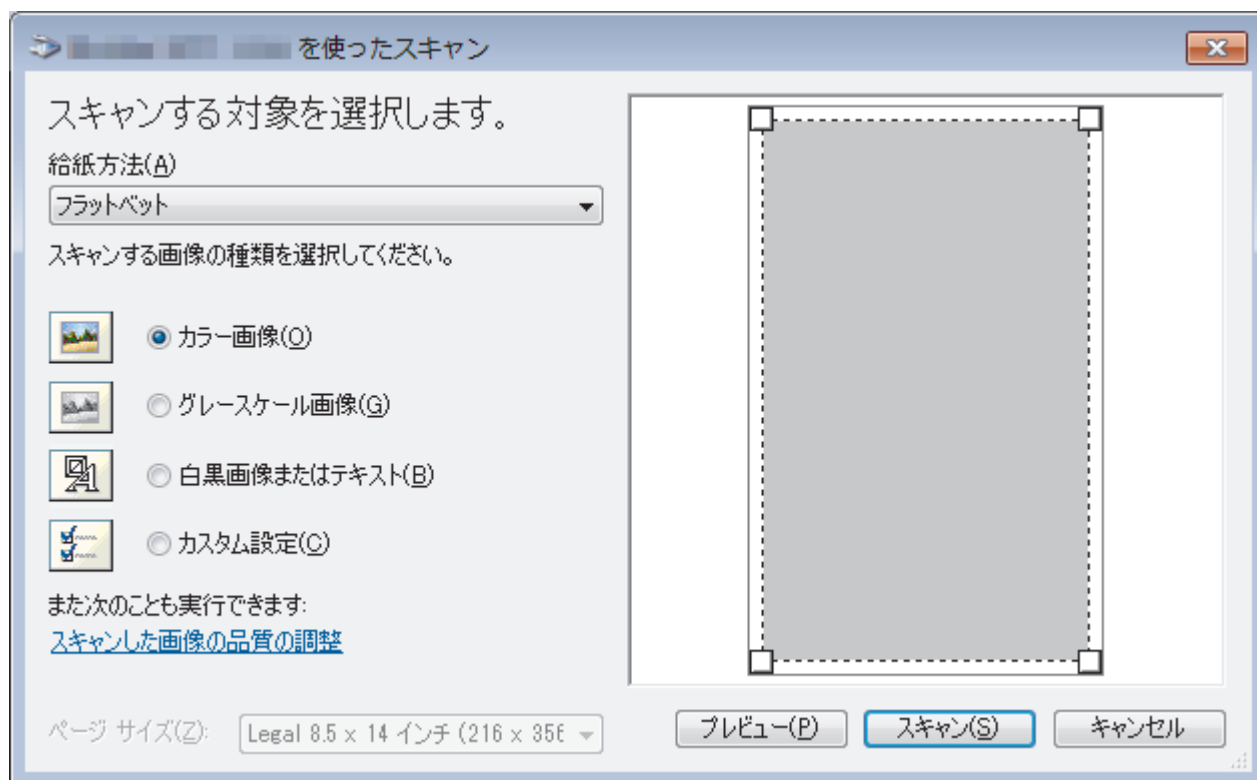 を使ったスキャン
スキャンする対象を選択します。
給紙方法(A)
フラットベット
スキャンする画像の種類を選択してください。
カラー画像(O)
グレースケール画像(G)
白黒画像またはテキスト(B)
カスタム設定(C)
また次のことも実行できます:
スキャンした画像の品質の調整
ページ サイズ(Z):
Legal 8.5 x 14 インチ (216 x 356
プレビュー(P)
スキャン(S)
キャンセル